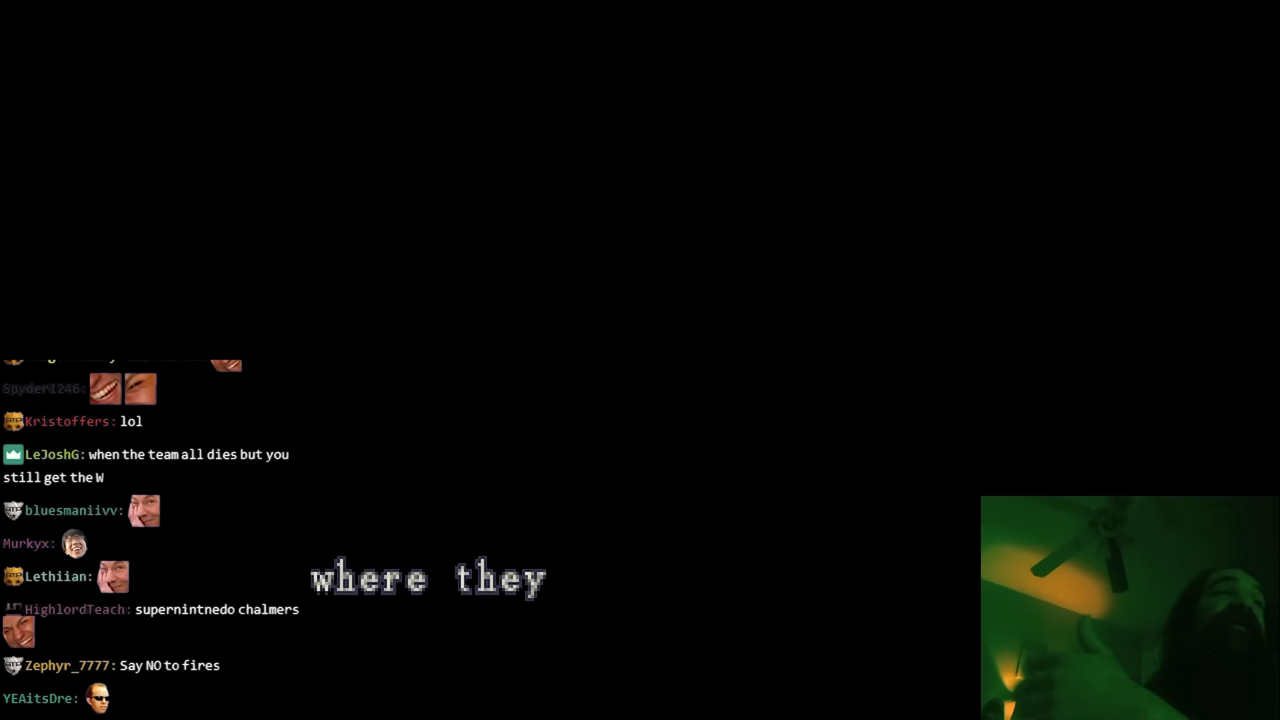 Spyder1246:
Kristoffers: lol
LeJoshG: when the team all dies but you
still get the W
bluesmaniivv:
Murkyx:
Lethiian:
where they
HighlordTeach: supernintnedo chalmers
Zephyr_7777: Say NO to fires
YEAitsDre: